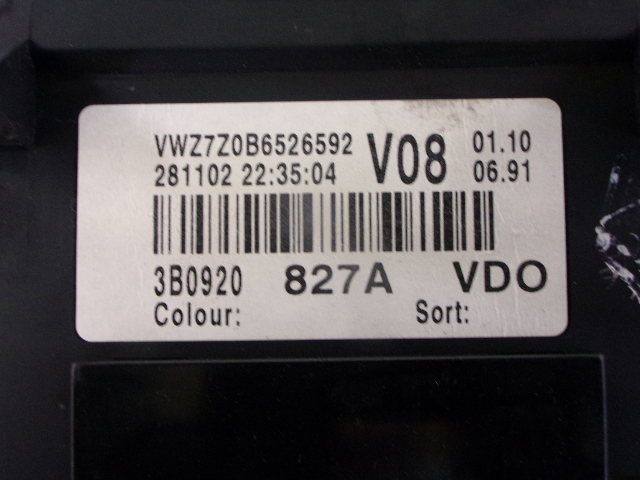 VWZ7Z0B6526592 V08 01.10
281102 22:35:04 06.91
3B0920 827A VDO
Colour: Sort: